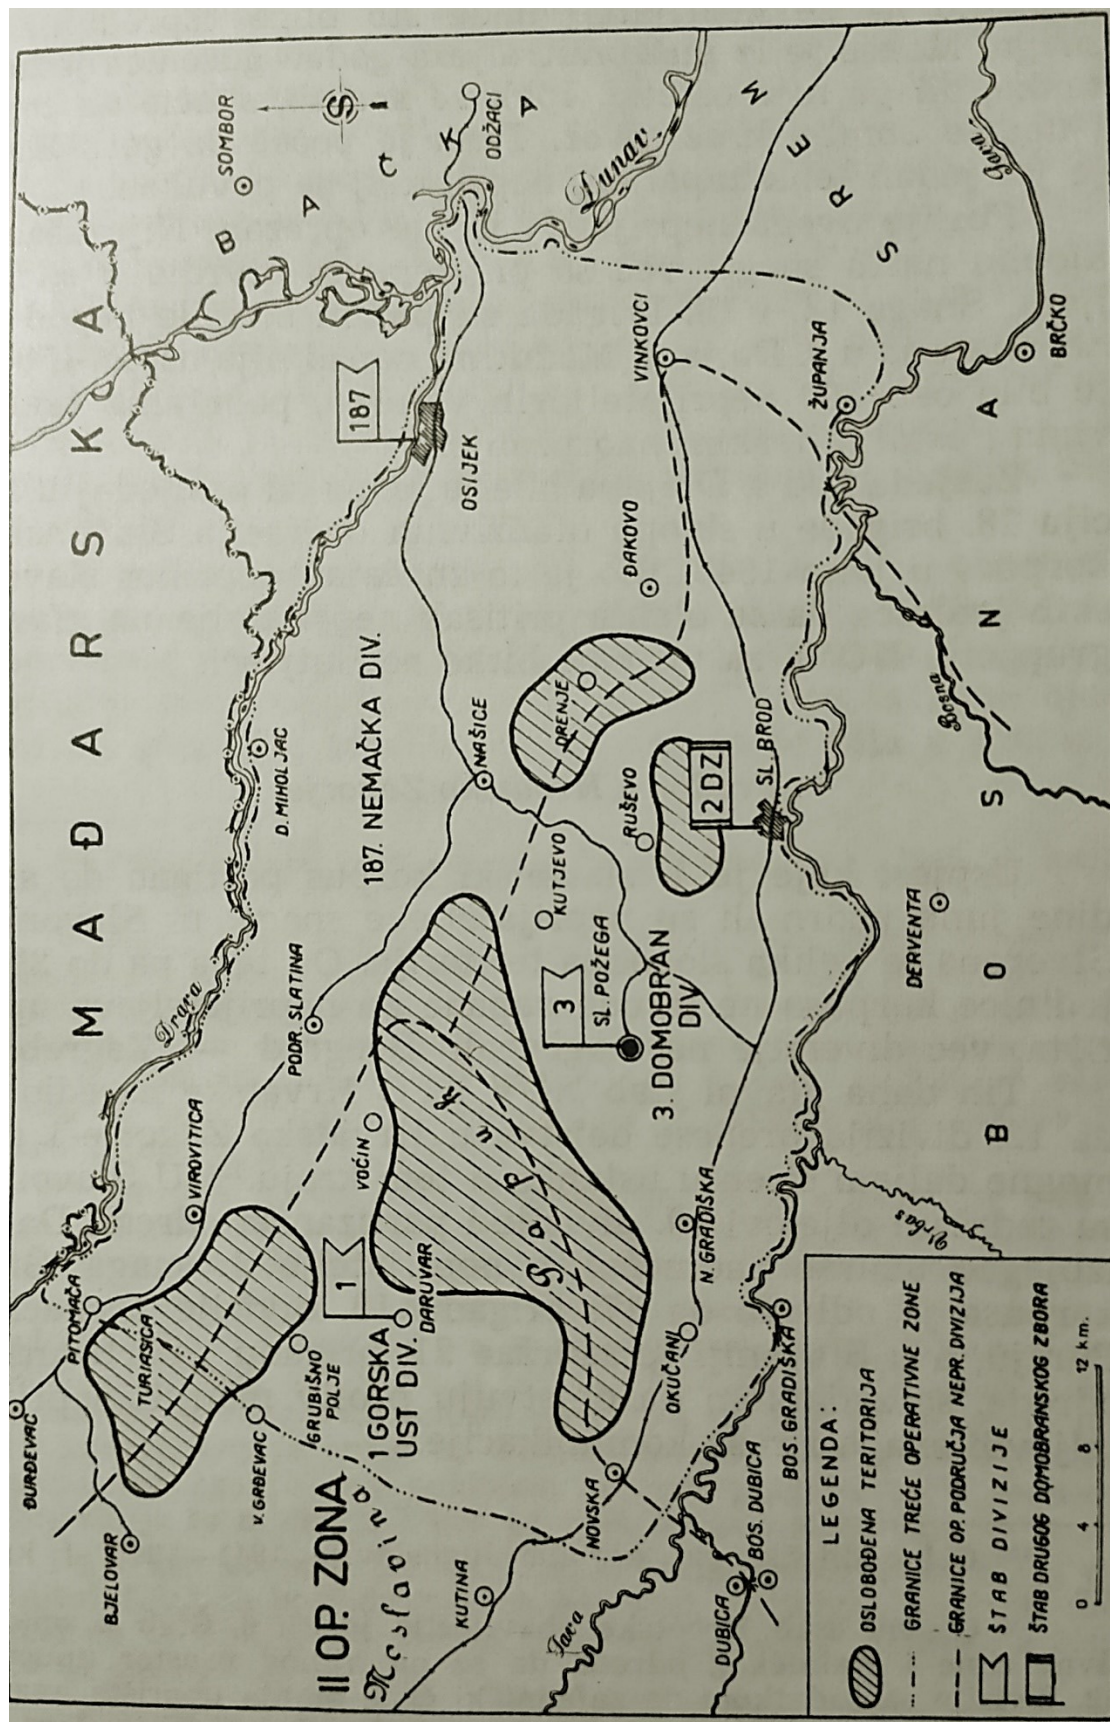 MAĐARSKA
BAČKA
SREM
BOSNA
S
SOMBOR
ODŽACI
Dunav
Drava
Sava
Sava
Bosna
Vrbas
187
OSIJEK
VINKOVCI
ŽUPANJA
BRČKO
ĐAKOVO
D. MIHOLJAC
187. NEMAČKA DIV.
NAŠICE
DRENJE
RUŠEVO
2 DZ
SL. BROD
KUTJEVO
DERVENTA
PODR. SLATINA
3
SL. POŽEGA
3. DOMOBRAN
DIV.
VIROVITICA
VOĆIN
Papuk
N. GRADIŠKA
PITOMAČA
TURIJASICA
GRUBIŠNO
POLJE
1
1 GORSKA
UST DIV.
DARUVAR
OKUČANI
BOS. GRADIŠKA
ĐURĐEVAC
V. GRĐEVAC
BJELOVAR
II OP. ZONA
Moslavina
KUTINA
NOVSKA
BOS. DUBICA
DUBICA
LEGENDA:
OSLOBOĐENA TERITORIJA
GRANICE TREĆE OPERATIVNE ZONE
GRANICE OP. PODRUČJA NEPR. DIVIZIJA
ŠTAB DIVIZIJE
ŠTAB DRUGOG DOMOBRANSKOG ZBORA
0 4 8 12 km.